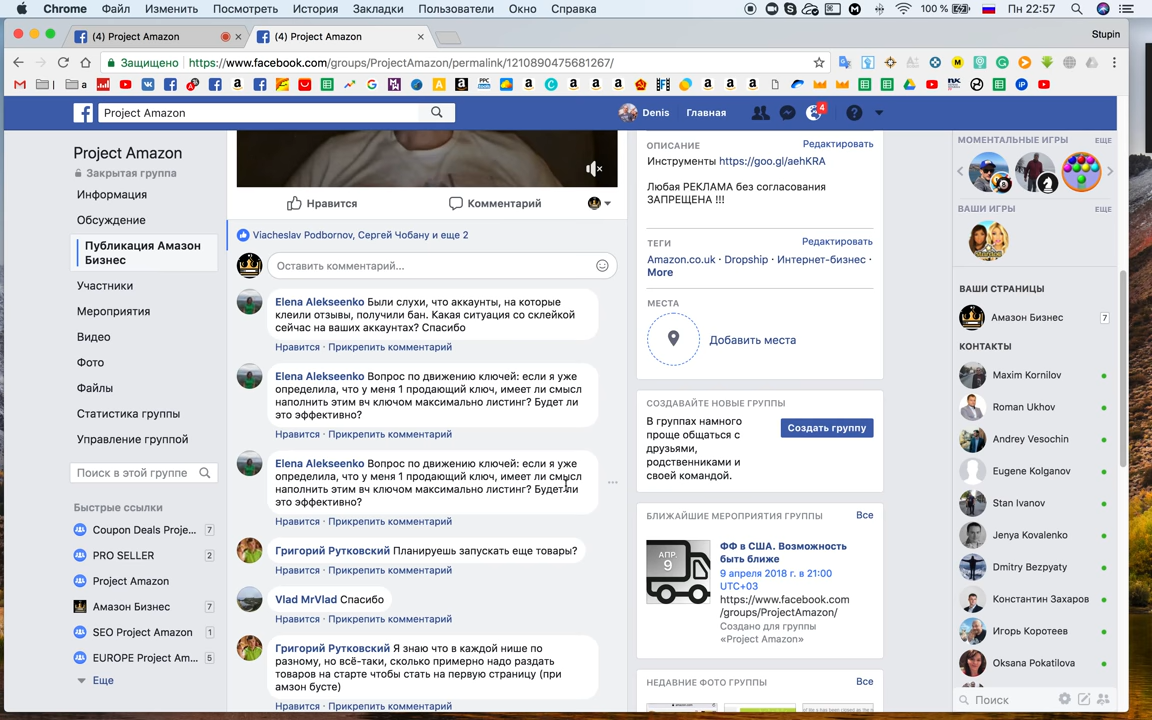 Chrome Файл Изменить Посмотреть История Закладки Пользователи Окно Справка
100 % Пн 22:57
(4) Project Amazon
(4) Project Amazon
Stupin
Защищено https://www.facebook.com/groups/ProjectAmazon/permalink/1210890475681267/
Project Amazon
Denis Главная
4
Project Amazon
Закрытая группа
Информация
Обсуждение
Публикация Амазон
Бизнес
Участники
Мероприятия
Видео
Фото
Файлы
Статистика группы
Управление группой
Поиск в этой группе
Быстрые ссылки
Coupon Deals Proje... 7
PRO SELLER 2
Project Amazon
Амазон Бизнес 7
SEO Project Amazon 1
EUROPE Project Am... 5
Еще
Нравится Комментарий
Viacheslav Podbornov, Сергей Чобану и еще 2
Оставить комментарий...
Elena Alekseenko Были слухи, что аккаунты, на которые
клеили отзывы, получили бан. Какая ситуация со склейкой
сейчас на ваших аккаунтах? Спасибо
Нравится · Прикрепить комментарий
Elena Alekseenko Вопрос по движению ключей: если я уже
определила, что у меня 1 продающий ключ, имеет ли смысл
наполнить этим вч ключом максимально листинг? Будет ли
это эффективно?
Нравится · Прикрепить комментарий
Elena Alekseenko Вопрос по движению ключей: если я уже
определила, что у меня 1 продающий ключ, имеет ли смысл
наполнить этим вч ключом максимально листинг? Будет ли
это эффективно?
Нравится · Прикрепить комментарий
Григорий Рутковский Планируешь запускать еще товары?
Нравится · Прикрепить комментарий
Vlad MrVlad Спасибо
Нравится · Прикрепить комментарий
Григорий Рутковский Я знаю что в каждой нише по
разному, но всё-таки, сколько примерно надо раздать
товаров на старте чтобы стать на первую страницу (при
амзон бусте)
Нравится · Прикрепить комментарий
ОПИСАНИЕ Редактировать
Инструменты https://goo.gl/aehKRA
Любая РЕКЛАМА без согласования
ЗАПРЕЩЕНА !!!
ТЕГИ Редактировать
Amazon.co.uk · Dropship · Интернет-бизнес ·
More
МЕСТА
Добавить места
СОЗДАВАЙТЕ НОВЫЕ ГРУППЫ
В группах намного
проще общаться с
друзьями,
родственниками и
своей командой.
Создать группу
БЛИЖАЙШИЕ МЕРОПРИЯТИЯ ГРУППЫ Все
АПР.
9
ФФ в США. Возможность
быть ближе
9 апреля 2018 г. в 21:00
UTC+03
https://www.facebook.com
/groups/ProjectAmazon/
Создано для группы
«Project Amazon»
НЕДАВНИЕ ФОТО ГРУППЫ Все
МОМЕНТАЛЬНЫЕ ИГРЫ ЕЩЕ
ВАШИ ИГРЫ ЕЩЕ
ВАШИ СТРАНИЦЫ
Амазон Бизнес 7
КОНТАКТЫ
Maxim Kornilov
Roman Ukhov
Andrey Vesochin
Eugene Kolganov
Stan Ivanov
Jenya Kovalenko
Dmitry Bezpyaty
Константин Захаров
Игорь Коротеев
Oksana Pokatilova
Поиск